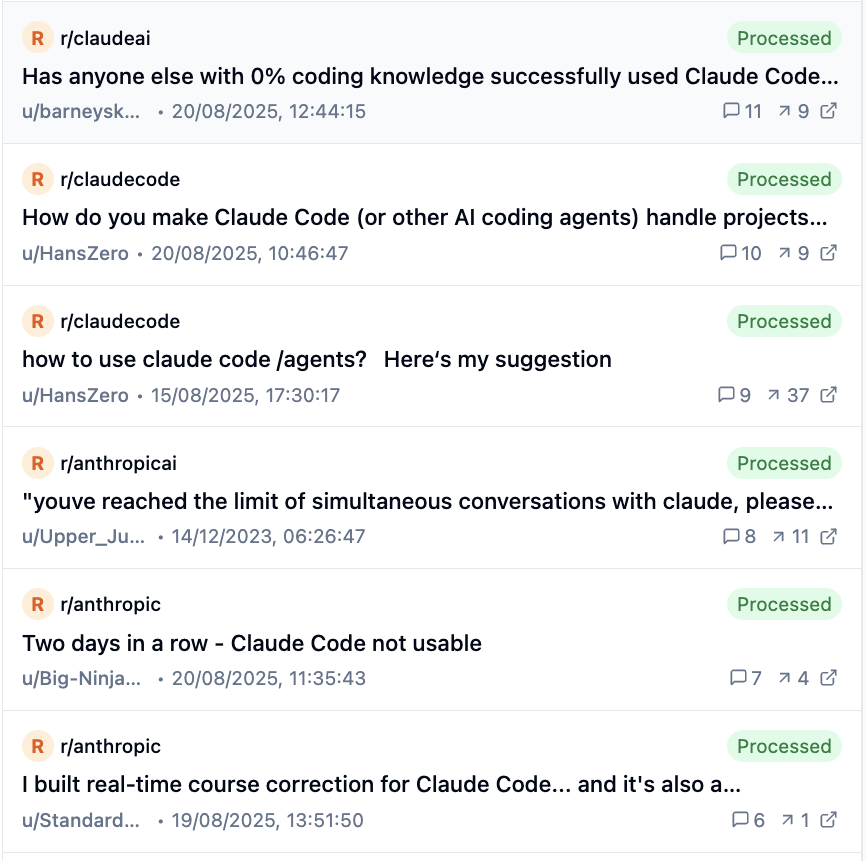 R r/claudeai Processed
Has anyone else with 0% coding knowledge successfully used Claude Code...
u/barneysk... • 20/08/2025, 12:44:15 11 9
R r/claudecode Processed
How do you make Claude Code (or other AI coding agents) handle projects...
u/HansZero • 20/08/2025, 10:46:47 10 9
R r/claudecode Processed
how to use claude code /agents? Here‘s my suggestion
u/HansZero • 15/08/2025, 17:30:17 9 37
R r/anthropicai Processed
"youve reached the limit of simultaneous conversations with claude, please...
u/Upper_Ju... • 14/12/2023, 06:26:47 8 11
R r/anthropic Processed
Two days in a row - Claude Code not usable
u/Big-Ninja... • 20/08/2025, 11:35:43 7 4
R r/anthropic Processed
I built real-time course correction for Claude Code... and it's also a...
u/Standard... • 19/08/2025, 13:51:50 6 1